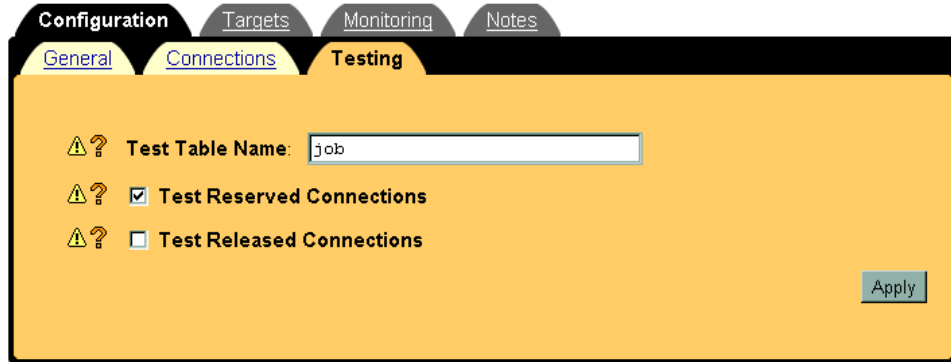 Configuration Targets Monitoring Notes
General Connections Testing
Test Table Name: job
Test Reserved Connections
Test Released Connections
Apply